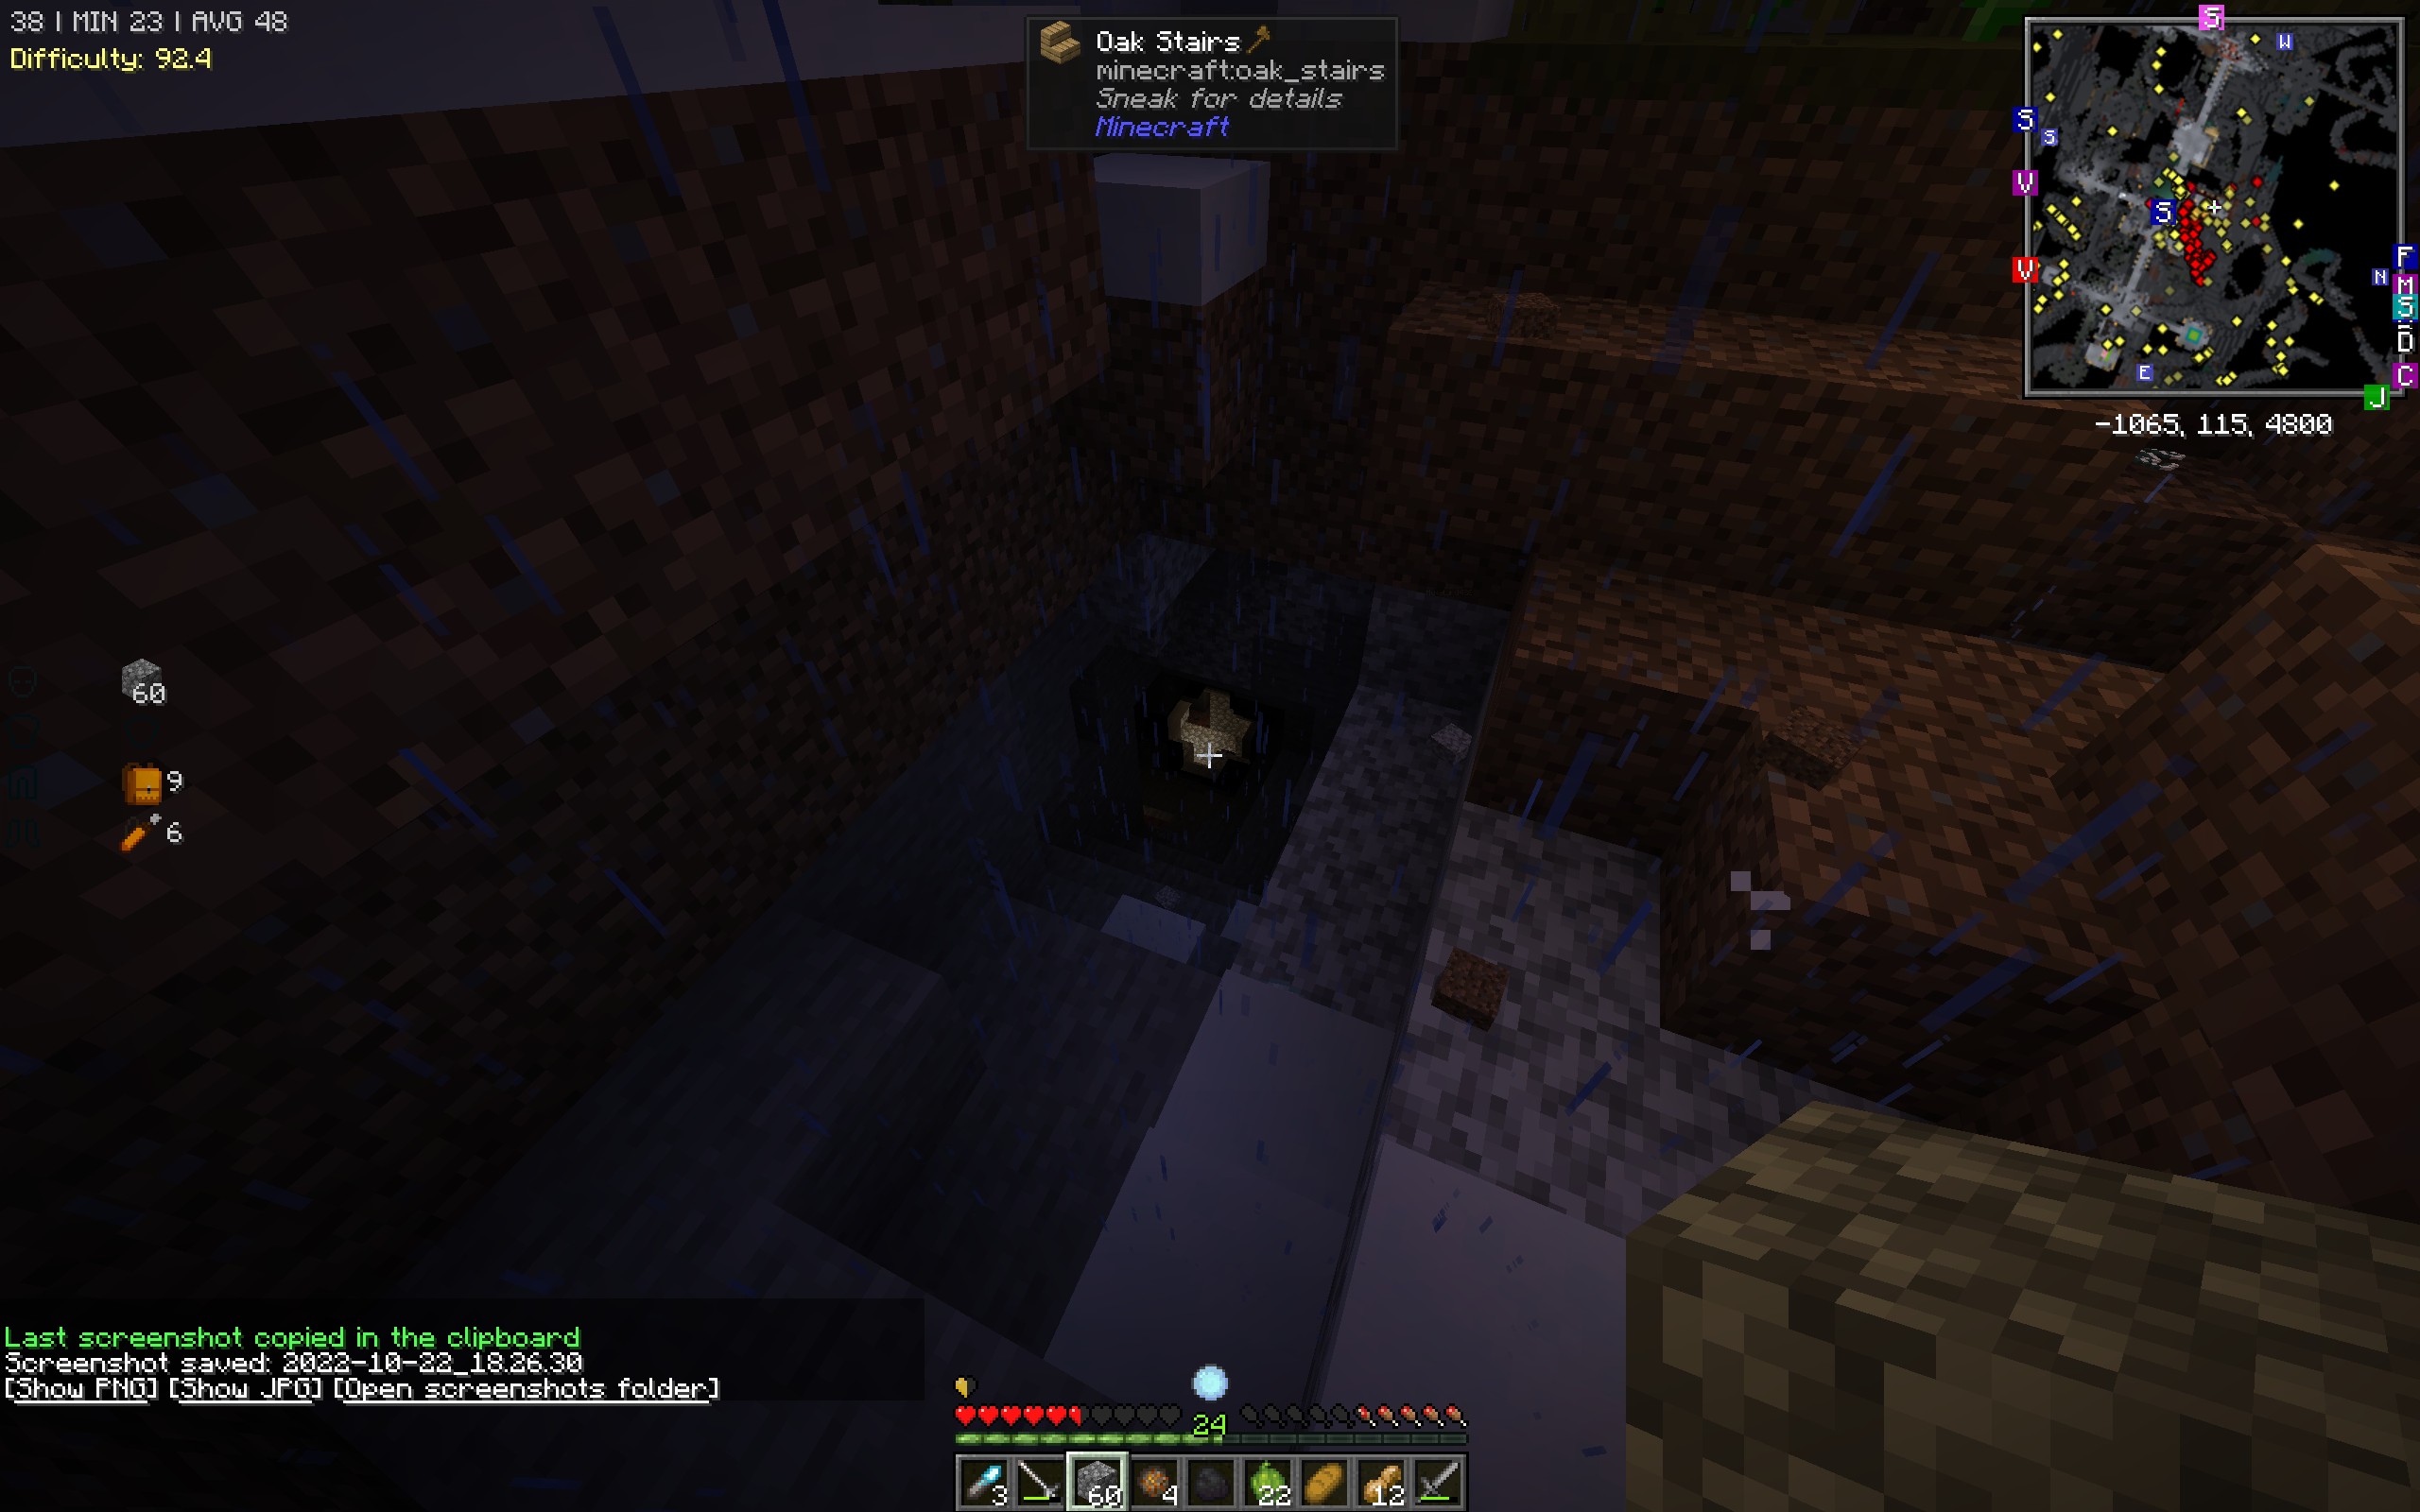 38 | MIN 23 | AVG 48
Difficulty: 92.4
Oak Stairs
minecraft:oak_stairs
Sneak for details
Minecraft
S
W
S
S
V
S
V
F
N
M
S
D
E
C
J
-1065, 115, 4800
60
9
6
Last screenshot copied in the clipboard
Screenshot saved: 2022-10-22_18.26.30
[Show PNG] [Show JPG] [Open screenshots folder]
24
3
60
4
22
12